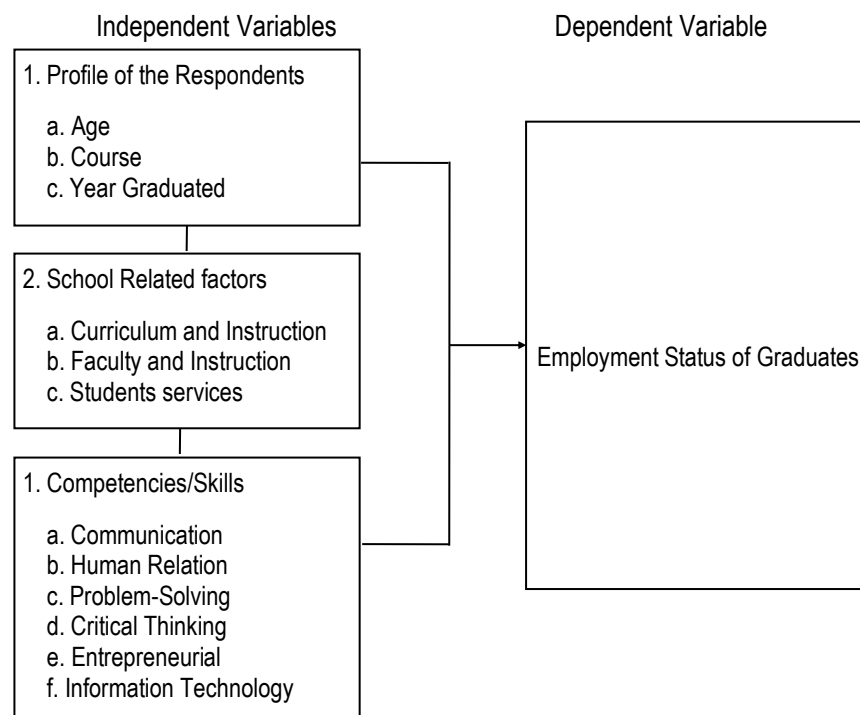 Independent Variables
Dependent Variable
1. Profile of the Respondents
a. Age
b. Course
c. Year Graduated
2. School Related factors
a. Curriculum and Instruction
b. Faculty and Instruction
c. Students services
1. Competencies/Skills
a. Communication
b. Human Relation
c. Problem-Solving
d. Critical Thinking
e. Entrepreneurial
f. Information Technology
Employment Status of Graduates